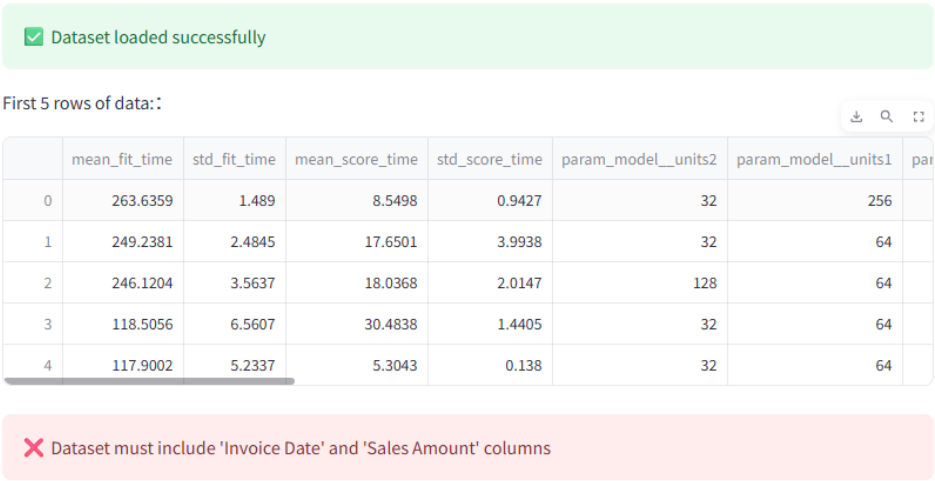 ✅ Dataset loaded successfully
First 5 rows of data::
mean_fit_time std_fit_time mean_score_time std_score_time param_model__units2 param_model__units1 par
0 263.6359 1.489 8.5498 0.9427 32 256
1 249.2381 2.4845 17.6501 3.9938 32 64
2 246.1204 3.5637 18.0368 2.0147 128 64
3 118.5056 6.5607 30.4838 1.4405 32 64
4 117.9002 5.2337 5.3043 0.138 32 64
❌ Dataset must include 'Invoice Date' and 'Sales Amount' columns